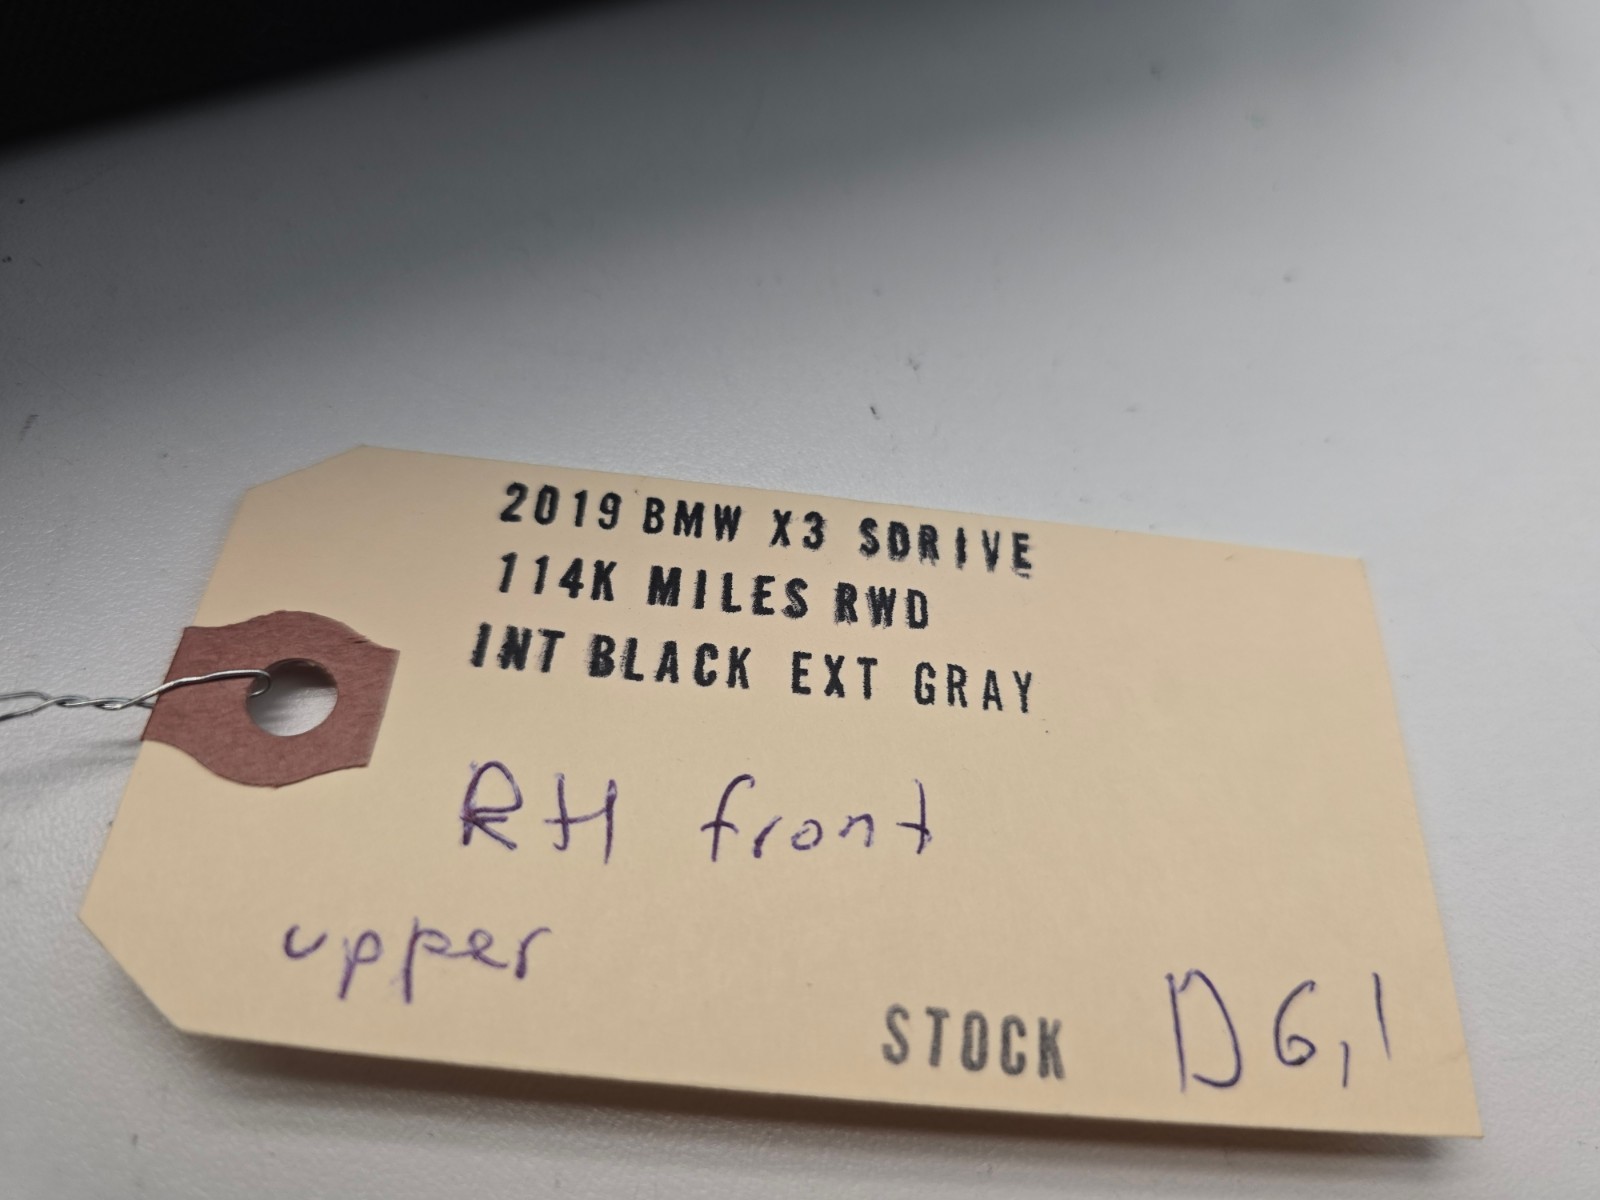 2019 BMW X3 SDRIVE
114K MILES RWD
INT BLACK EXT GRAY
RH front
upper
STOCK D6,1